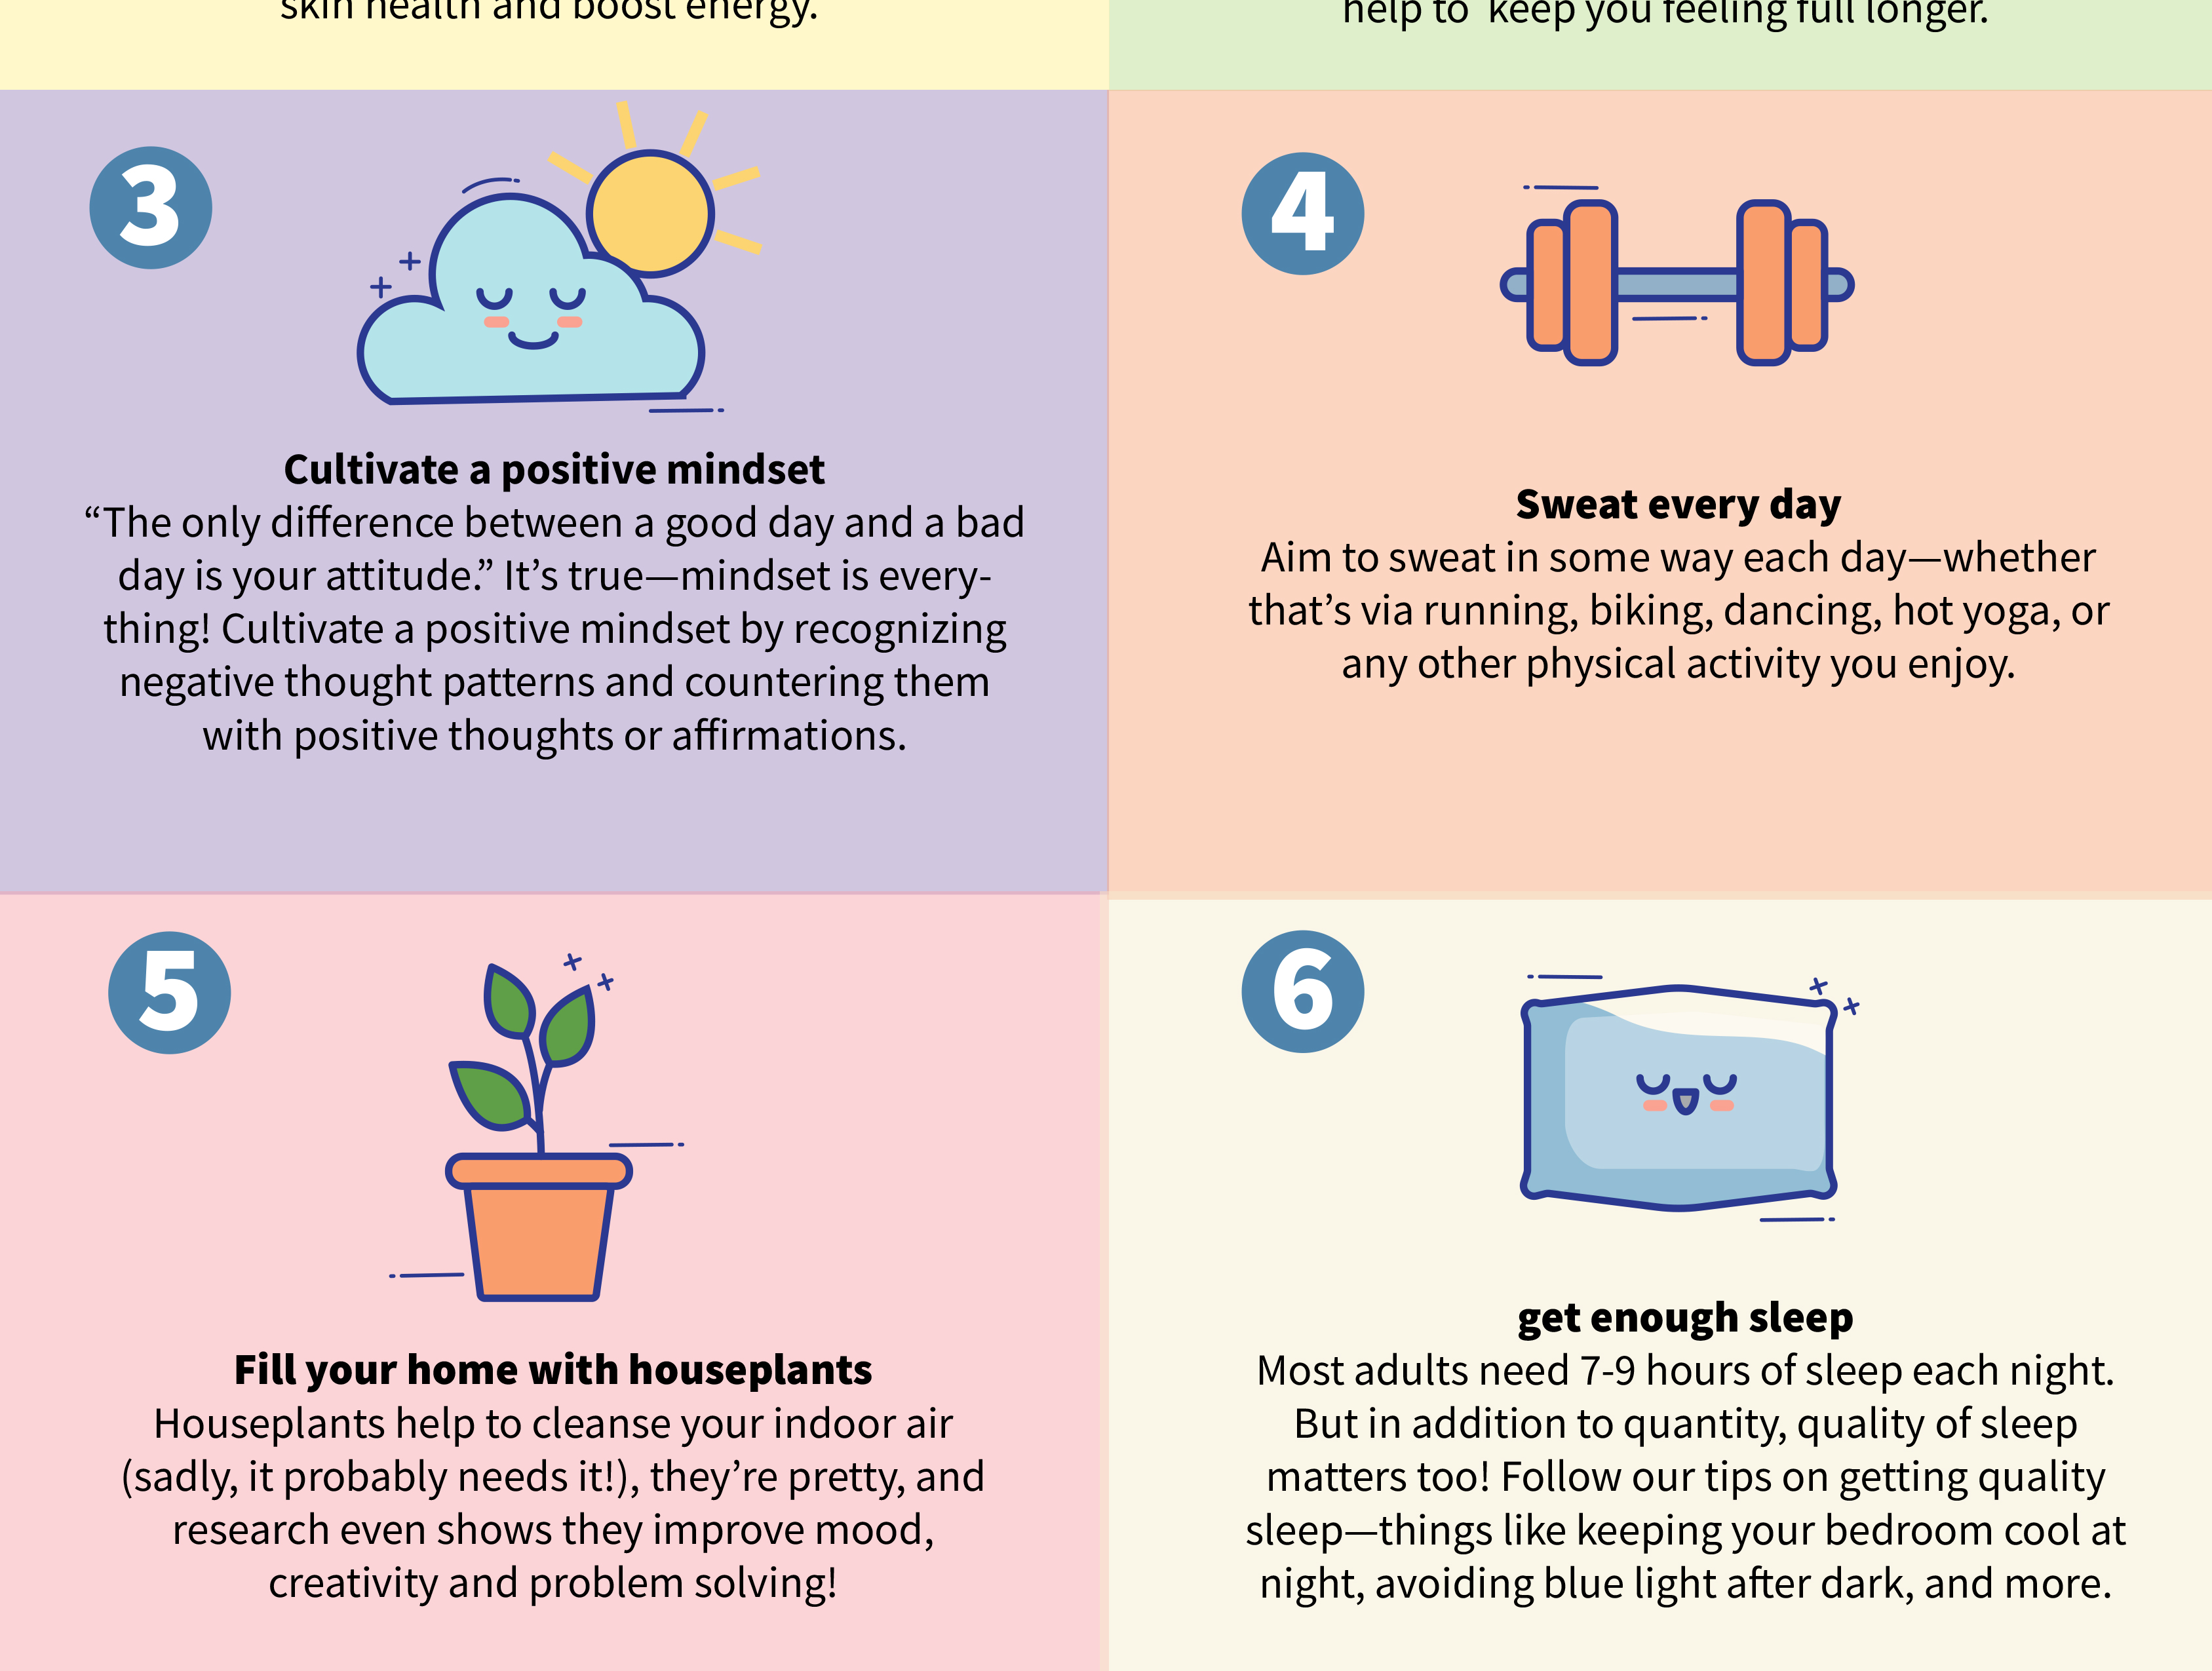 skin health and boost energy.
help to  keep you feeling full longer.
3
Cultivate a positive mindset
“The only difference between a good day and a bad
day is your attitude.” It’s true—mindset is every-
thing! Cultivate a positive mindset by recognizing
negative thought patterns and countering them
with positive thoughts or affirmations.
4
Sweat every day
Aim to sweat in some way each day—whether
that’s via running, biking, dancing, hot yoga, or
any other physical activity you enjoy.
5
Fill your home with houseplants
Houseplants help to cleanse your indoor air
(sadly, it probably needs it!), they’re pretty, and
research even shows they improve mood,
creativity and problem solving!
6
get enough sleep
Most adults need 7-9 hours of sleep each night.
But in addition to quantity, quality of sleep
matters too! Follow our tips on getting quality
sleep—things like keeping your bedroom cool at
night, avoiding blue light after dark, and more.